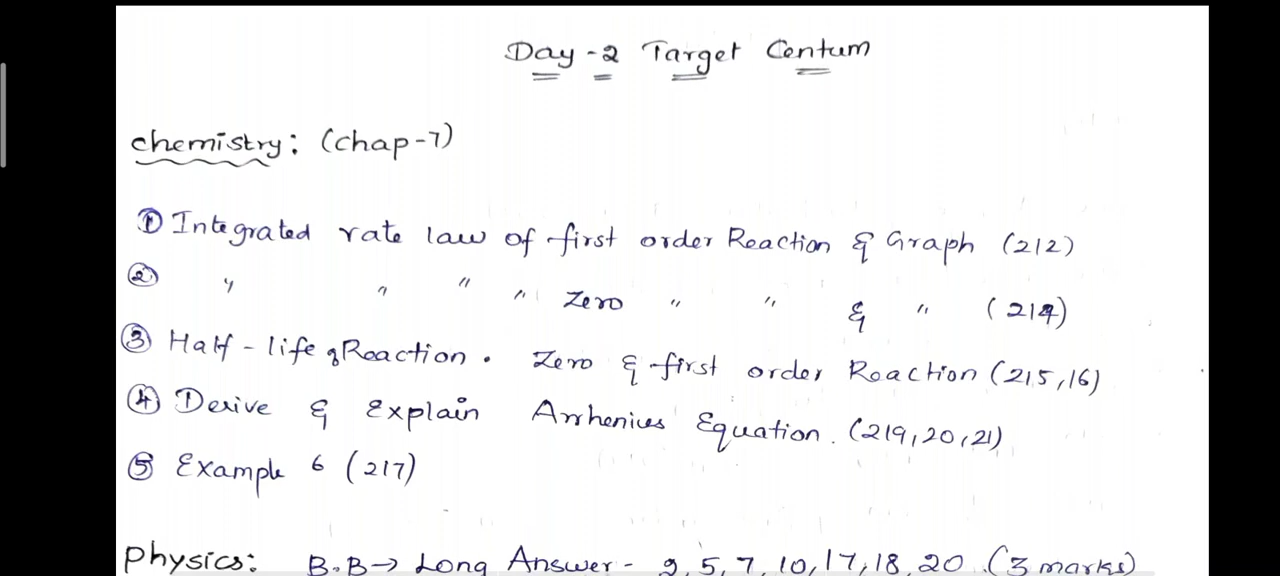 Day - 2 Target Centum
Chemistry: (chap-7)
① Integrated rate law of first order Reaction & Graph (212)
② " " " " Zero " " & " (214)
③ Half-life of Reaction. Zero & first order Reaction (215,16)
④ Derive & Explain Arrhenius Equation. (219,20,21)
⑤ Example 6 (217)
Physics: B.B → Long Answer - 2,5,7,10,17,18,20 (3 marks)